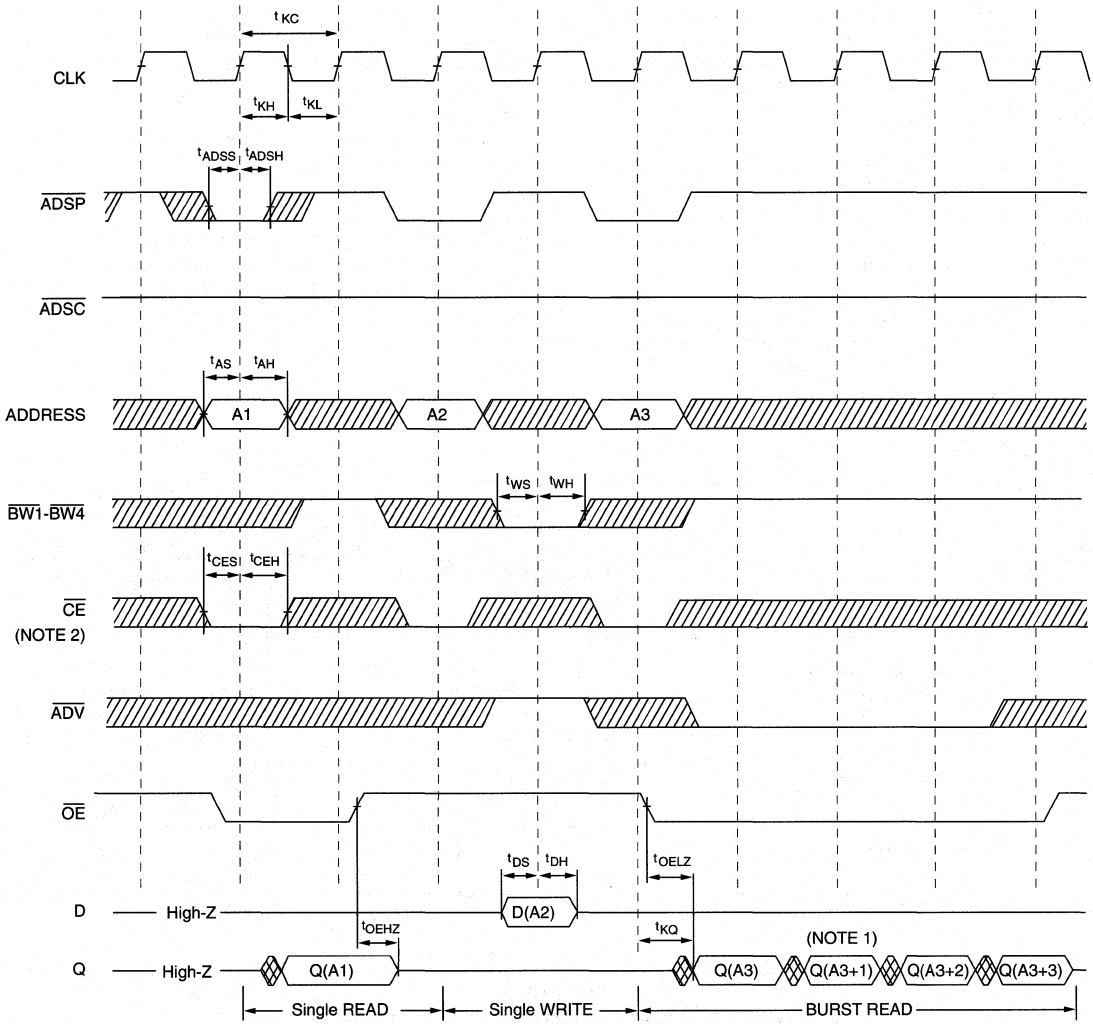 t KC
CLK
tKH tKL
tADSS tADSH
ADSP
ADSC
tAS tAH
ADDRESS A1 A2 A3
tWS tWH
BW1-BW4
tCES tCEH
CE
(NOTE 2)
ADV
OE
tDS tDH tOELZ
D High-Z D(A2)
tOEHZ tKQ (NOTE 1)
Q High-Z Q(A1) Q(A3) Q(A3+1) Q(A3+2) Q(A3+3)
Single READ Single WRITE BURST READ